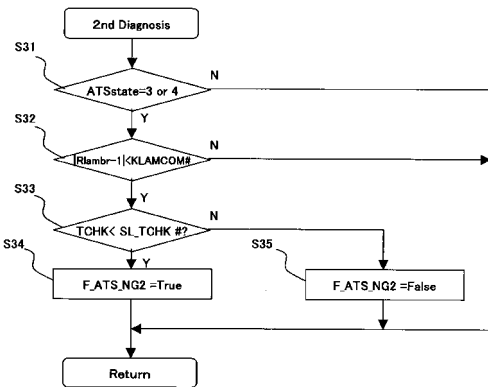 2nd Diagnosis
S31
ATSstate=3 or 4
N
Y
S32
|Rlambr-1|<KLAMCOM#
N
Y
S33
TCHK< SL_TCHK #?
N
Y
S34
F_ATS_NG2 =True
S35
F_ATS_NG2 =False
Return